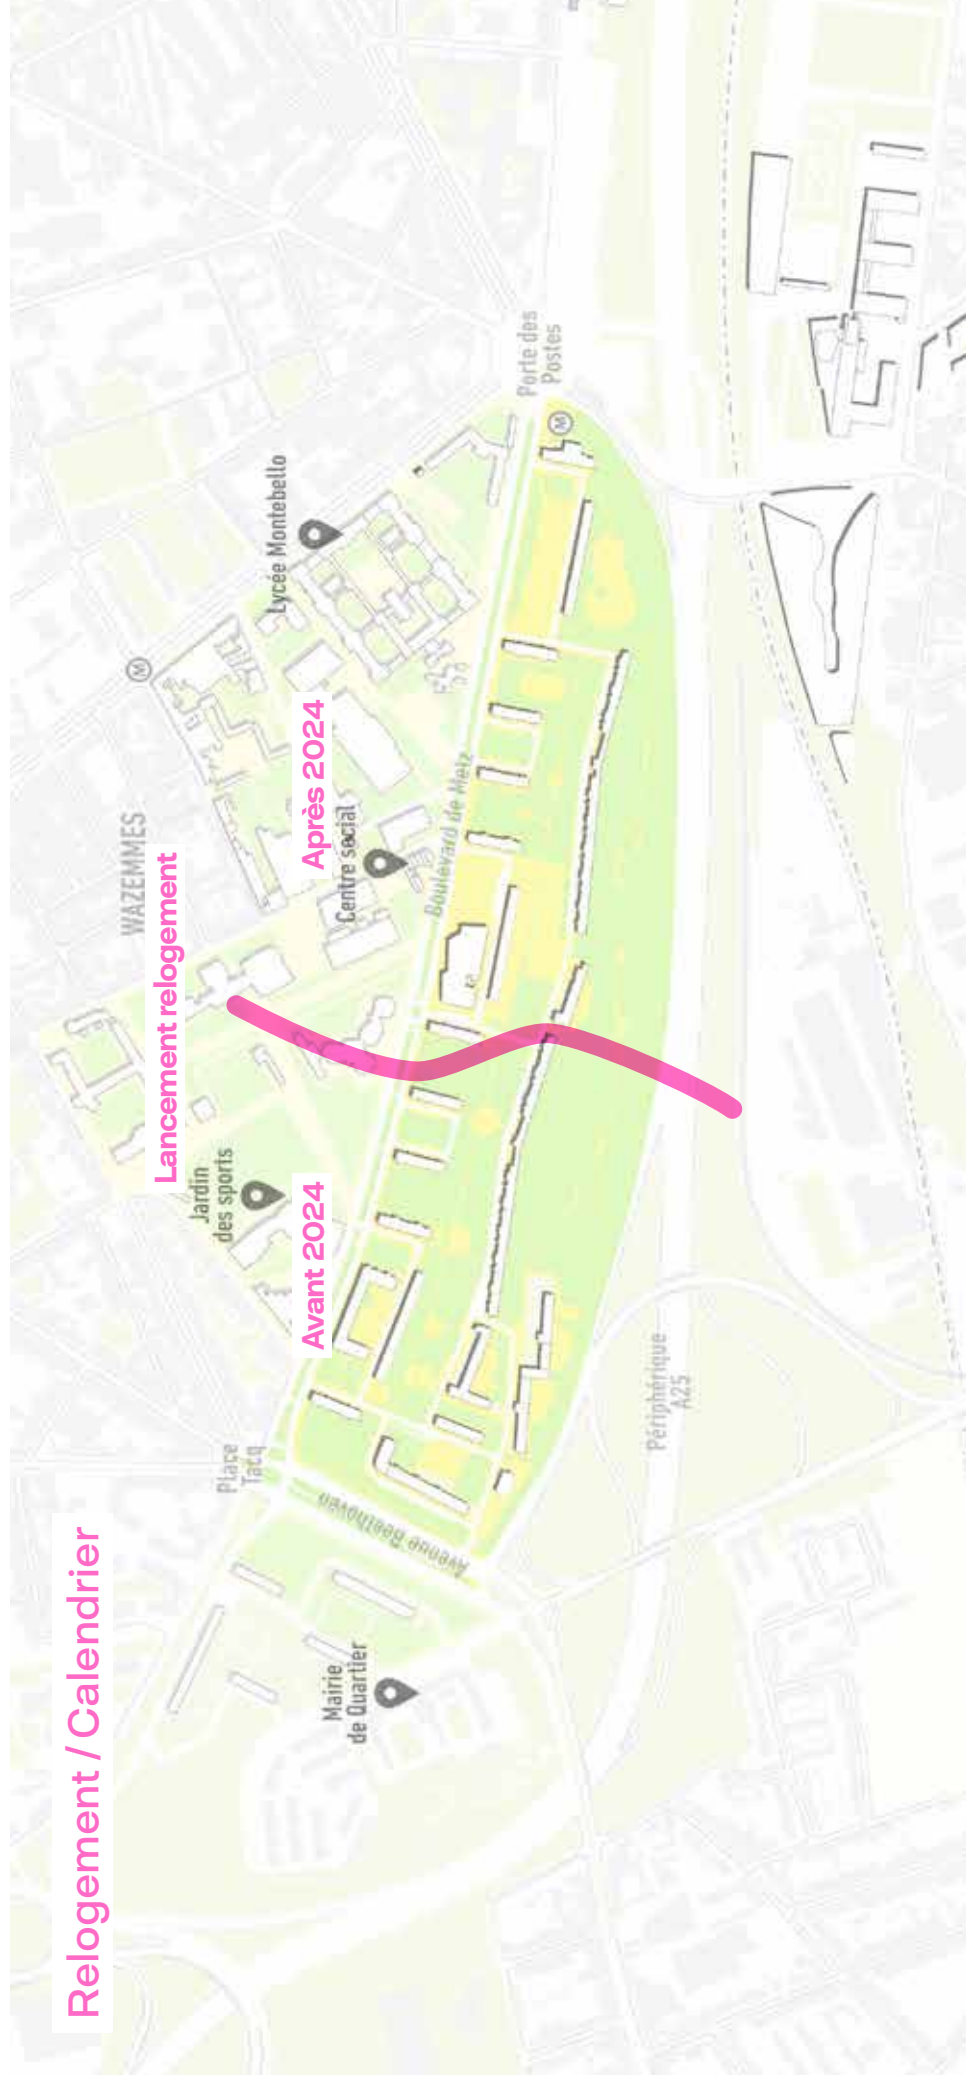 Relogement / Calendrier
Lancement relogement
Avant 2024
Après 2024
WAZEMMES
Jardin
des sports
Lycée Montebello
Centre social
Mairie
de Quartier
Place
Tacq
Avenue Beethoven
Boulevard de Metz
Porte des
Postes
M
M
Périphérique
A25